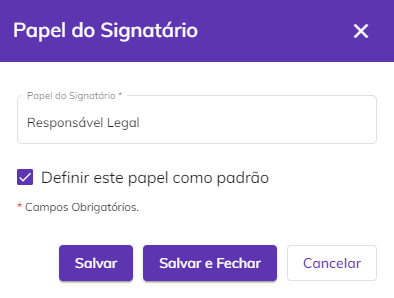 Papel do Signatário
Papel do Signatário *
Responsável Legal
Definir este papel como padrão
* Campos Obrigatórios.
Salvar Salvar e Fechar Cancelar